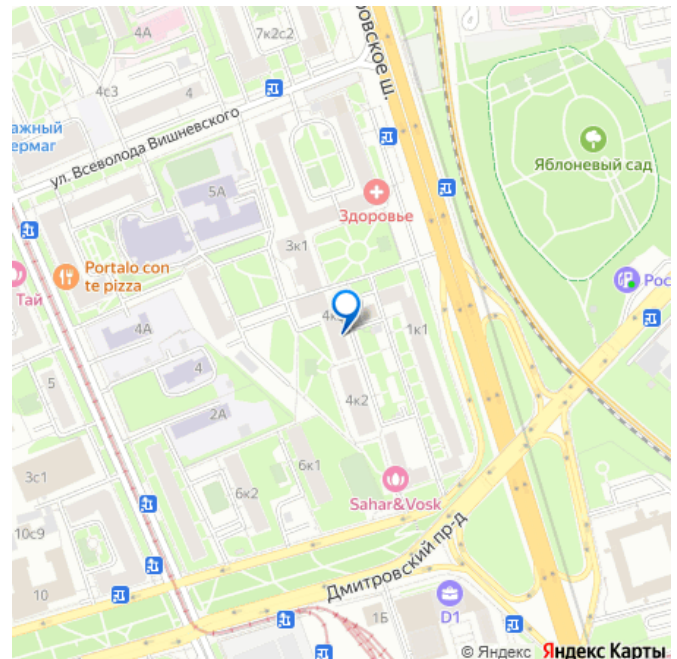 4А
7к2с2
ровское ш.
4с3
4
ажный
ермаг
ул. Всеволода Вишневского
Яблоневый сад
5А
Здоровье
3к1
Portalo con
te pizza
Тай
Рос
4А
1к1
4
5
4к2
2А
3с1
6к1
6к2
Sahar&Vosk
10с9
10
Дмитровский пр-д
1Б
D1
© Яндекс Яндекс Карты